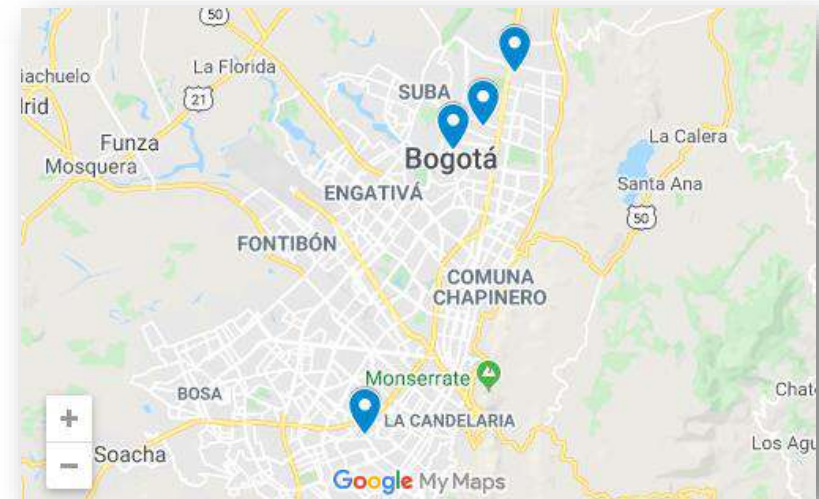 50
La Florida
iachuelo
21
rid
SUBA
Funza
Mosquera
Bogotá
La Calera
ENGATIVÁ
Santa Ana
50
FONTIBÓN
COMUNA
CHAPINERO
Monserrate
BOSA
Chat
+
LA CANDELARIA
Los Agu
−
Soacha
Google My Maps